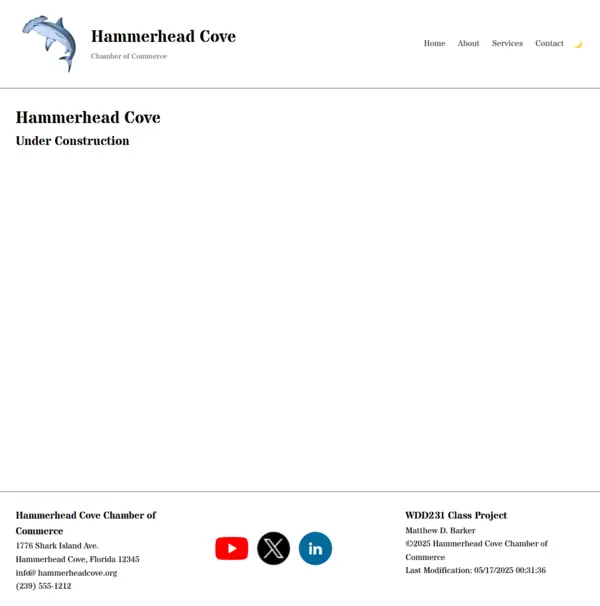 Hammerhead Cove
Chamber of Commerce
Home About Services Contact
Hammerhead Cove
Under Construction
Hammerhead Cove Chamber of
Commerce
1776 Shark Island Ave.
Hammerhead Cove, Florida 12345
info@ hammerheadcove.org
(239) 555-1212
in
WDD231 Class Project
Matthew D. Barker
©2025 Hammerhead Cove Chamber of
Commerce
Last Modification: 05/17/2025 00:31:36